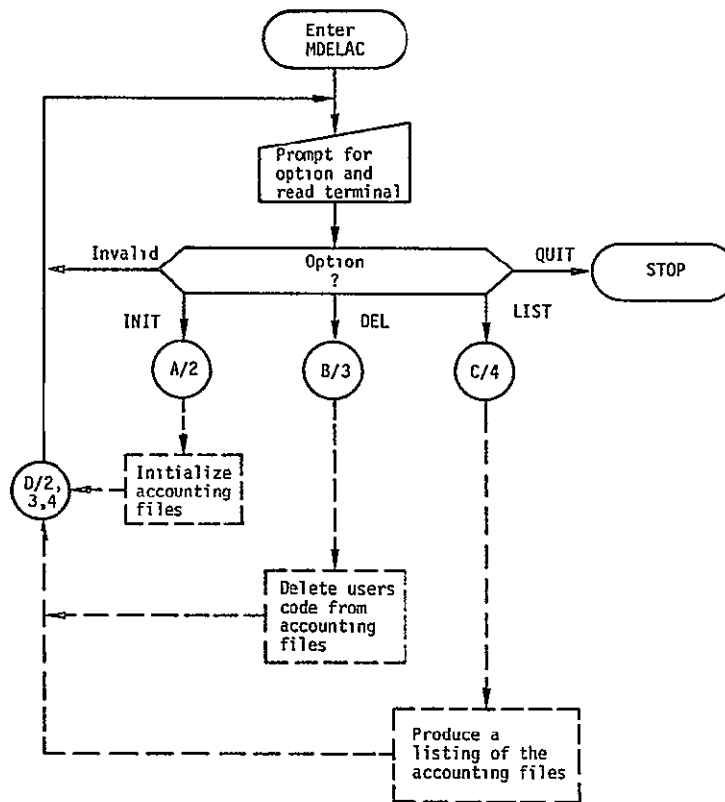 Enter
MDELAC
Prompt for
option and
read terminal
Invalid
Option
?
QUIT
STOP
INIT
DEL
LIST
A/2
B/3
C/4
D/2,
3,4
Initialize
accounting
files
Delete users
code from
accounting
files
Produce a
listing of the
accounting files